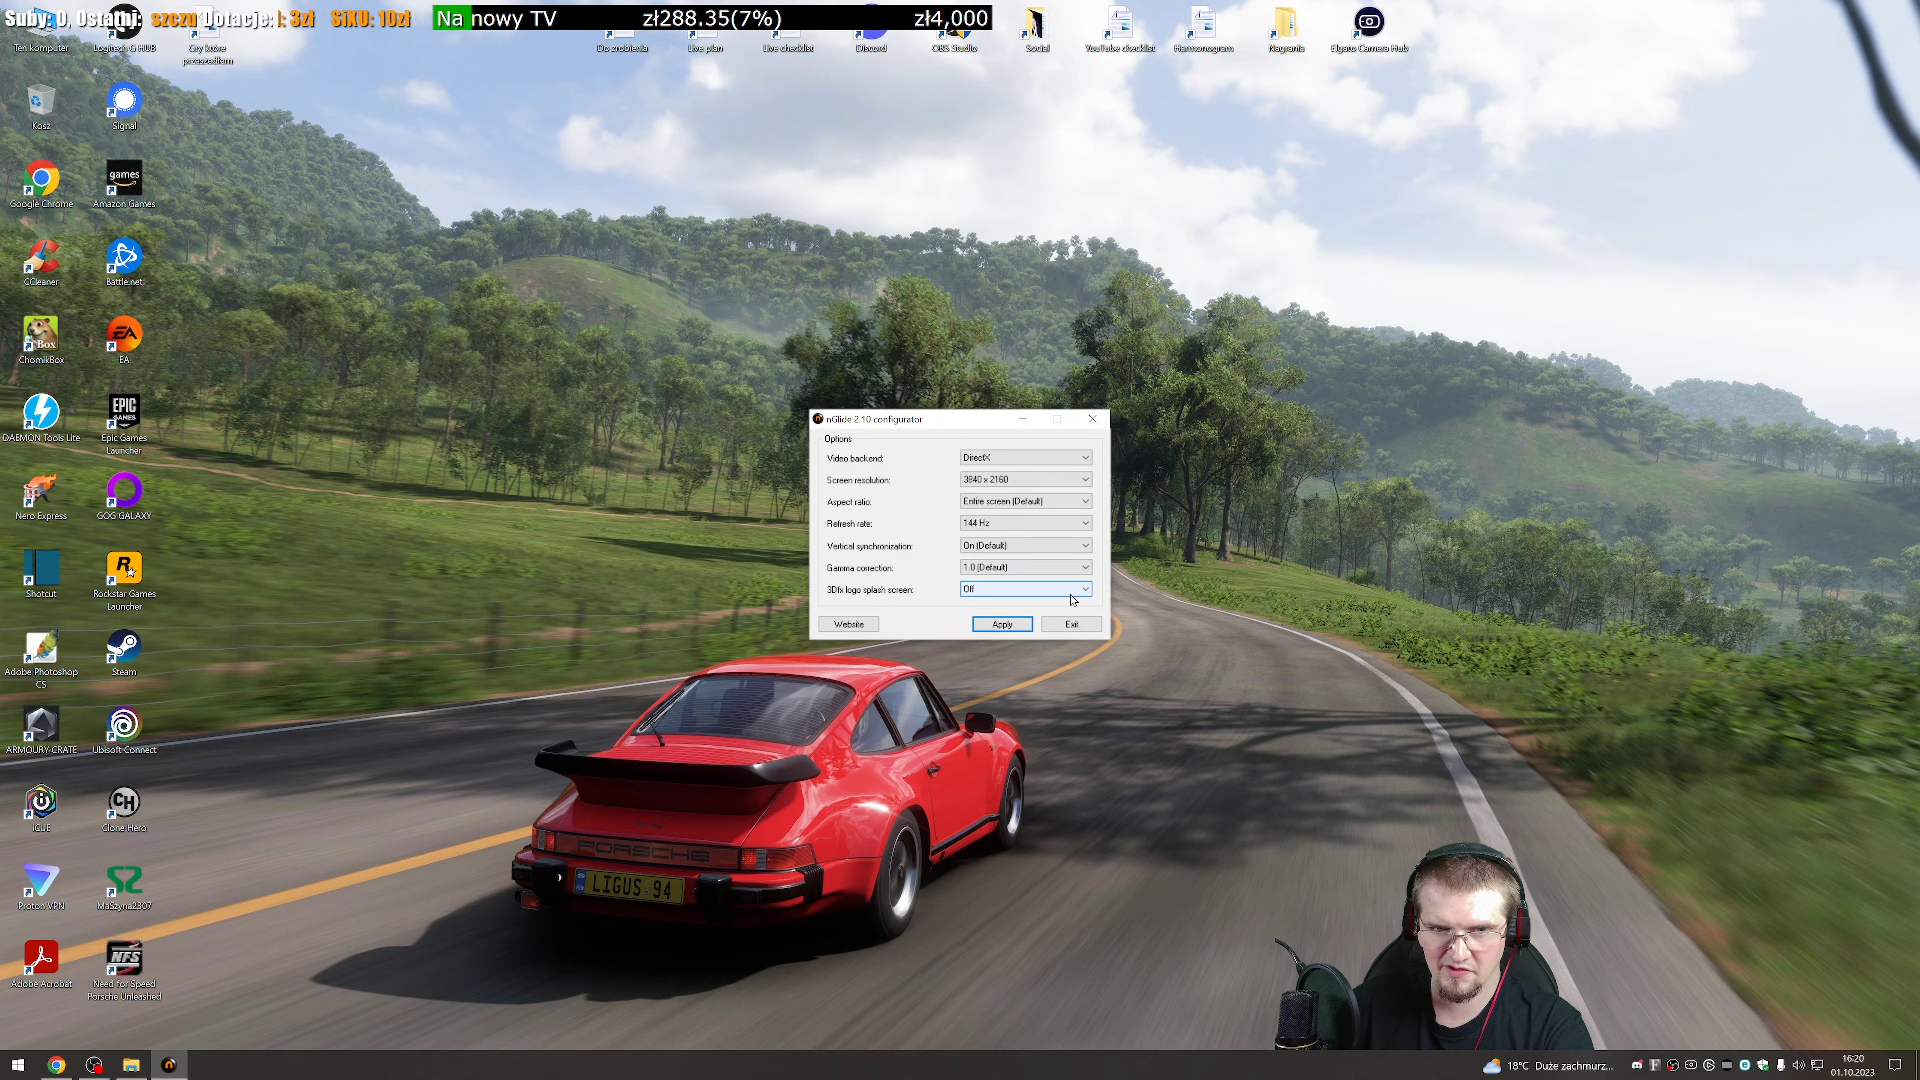 Suby: 0, Ostatni: szczu Dotacje: l: 3zł SiXU: 10zł
Na nowy TV zł288.35(7%) zł4,000
Ten komputer
Logitech G HUB
Gry które przeszedłem
Do zrobienia
Live plan
Live checklist
Discord
OBS Studio
Social
YouTube checklist
Harmonogram
Nagrania
Elgato Camera Hub
Kosz
Signal
Google Chrome
games
Amazon Games
CCleaner
Battle.net
Box
ChomikBox
EA
EA
DAEMON Tools Lite
EPIC GAMES
Epic Games Launcher
Nero Express
GOG GALAXY
Shotcut
R
Rockstar Games Launcher
Adobe Photoshop CS
Steam
ARMOURY CRATE
Ubisoft Connect
iCUE
CH
Clone Hero
Proton VPN
MaSzyna2307
Adobe Acrobat
NFS
Need for Speed Porsche Unleashed
nGlide 2.10 configurator
Options
Video backend: DirectX
Screen resolution: 3840 x 2160
Aspect ratio: Entire screen (Default)
Refresh rate: 144 Hz
Vertical synchronization: On (Default)
Gamma correction: 1.0 (Default)
3Dfx logo splash screen: Off
Website Apply Exit
PORSCHE
LIGUS 94
18°C Duże zachmurz...
16:20
01.10.2023